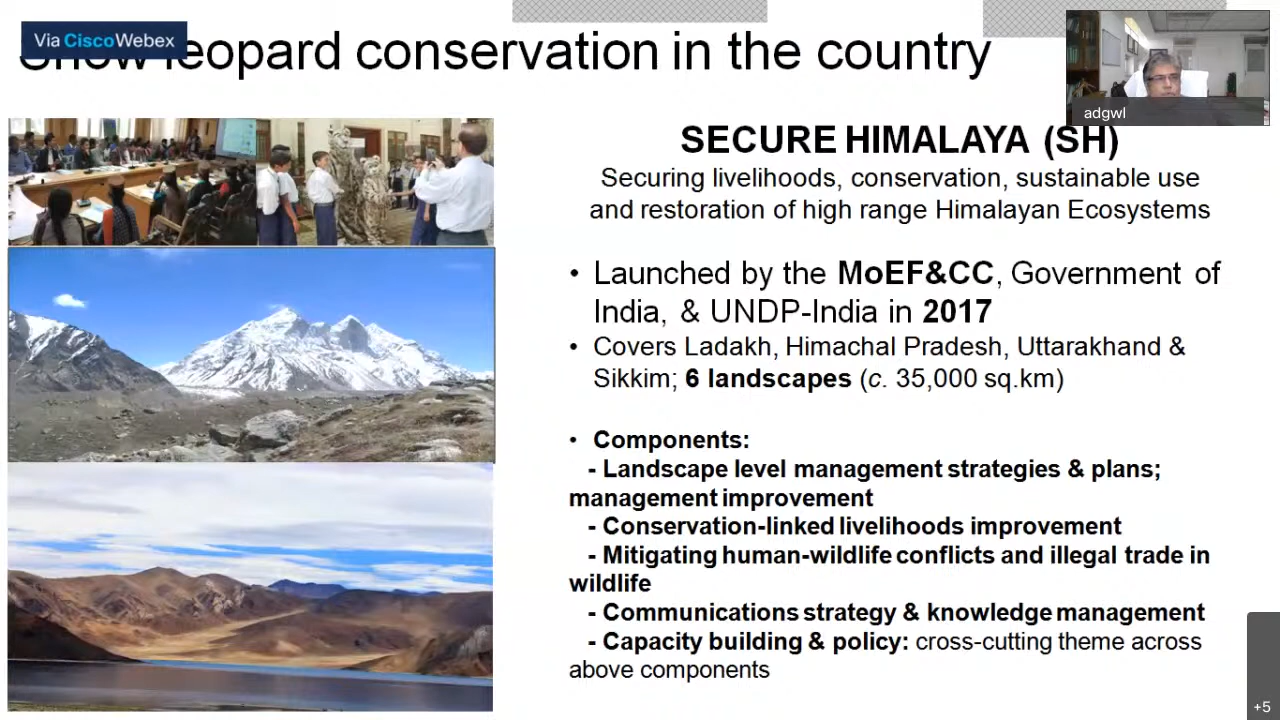 Via CiscoWebex
Snow leopard conservation in the country
adgwl
SECURE HIMALAYA (SH)
Securing livelihoods, conservation, sustainable use
and restoration of high range Himalayan Ecosystems
• Launched by the MoEF&CC, Government of
India, & UNDP-India in 2017
• Covers Ladakh, Himachal Pradesh, Uttarakhand &
Sikkim; 6 landscapes (c. 35,000 sq.km)
• Components:
- Landscape level management strategies & plans;
management improvement
- Conservation-linked livelihoods improvement
- Mitigating human-wildlife conflicts and illegal trade in
wildlife
- Communications strategy & knowledge management
- Capacity building & policy: cross-cutting theme across
above components
+5